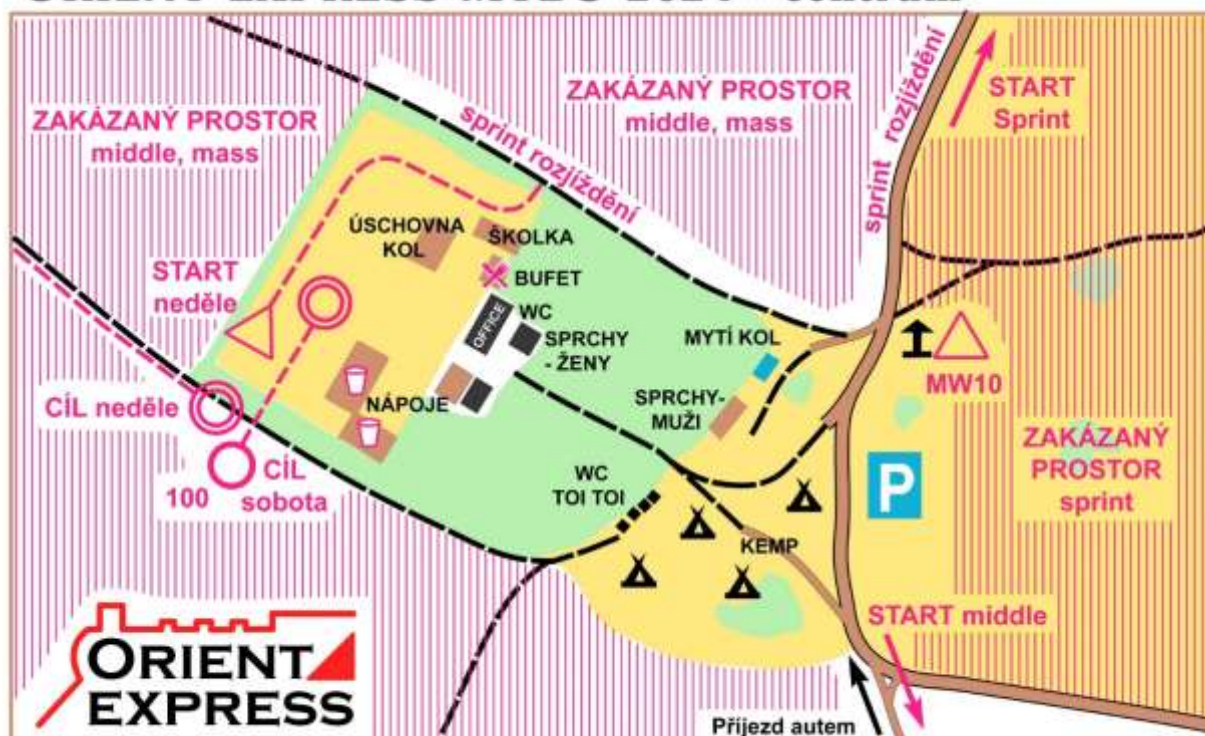 ZAKÁZANÝ PROSTOR
middle, mass
ZAKÁZANÝ PROSTOR
middle, mass
START
Sprint
sprint rozjíždění
sprint rozjíždění
ÚSCHOVNA
KOL
ŠKOLKA
BUFET
START
neděle
OFFICE
WC
SPRCHY
- ŽENY
MYTÍ KOL
MW10
CÍL neděle
NÁPOJE
SPRCHY-
MUŽI
ZAKÁZANÝ
PROSTOR
sprint
CÍL
sobota
100
WC
TOI TOI
P
KEMP
START middle
ORIENT
EXPRESS
Příjezd autem